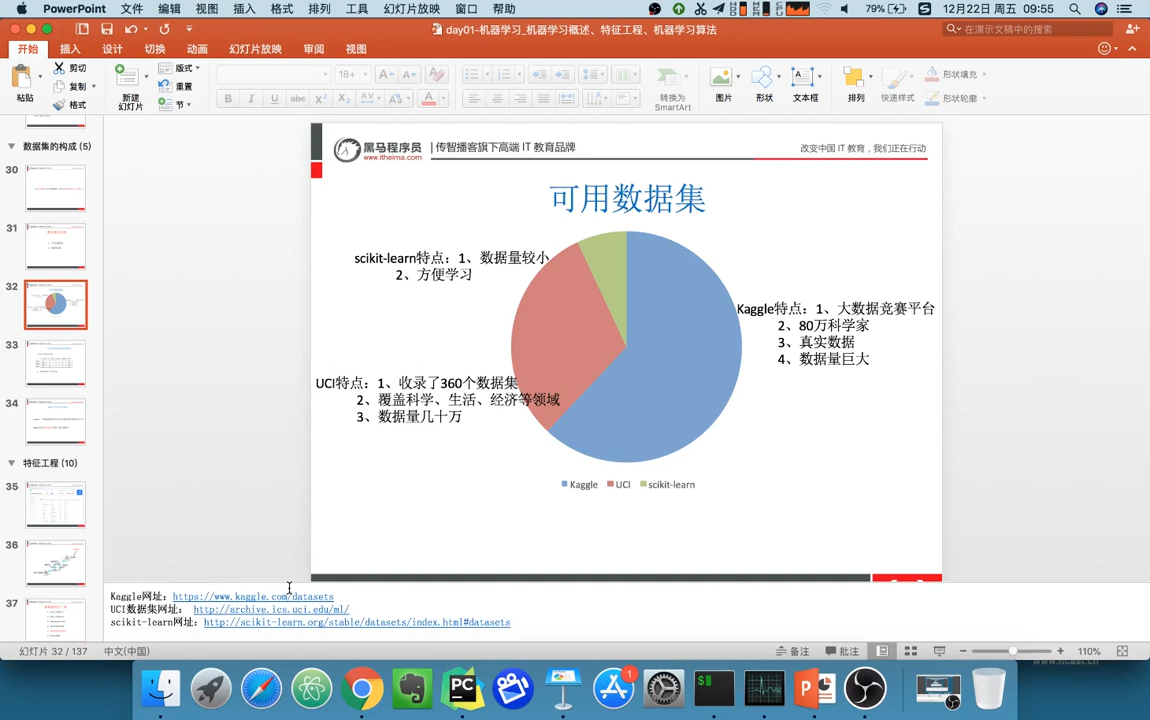 PowerPoint 文件 编辑 视图 插入 格式 排列 工具 幻灯片放映 窗口 帮助 79% 12月22日 周五 09:55
day01-机器学习_机器学习概述、特征工程、机器学习算法
在演示文稿中的搜索
开始 插入 设计 切换 动画 幻灯片放映 审阅 视图
粘贴 剪切 复制 格式 新建 幻灯片 版式 重置 节 18 转换为 SmartArt 图片 形状 文本框 排列 快速样式 形状填充 形状轮廓
数据集的构成 (5)
30
31
32
33
34
特征工程 (10)
35
36
37
黑马程序员 | 传智播客旗下高端 IT 教育品牌
www.itheima.com
改变中国 IT 教育，我们正在行动
可用数据集
scikit-learn特点：1、数据量较小
2、方便学习
Kaggle特点：1、大数据竞赛平台
2、80万科学家
3、真实数据
4、数据量巨大
UCI特点：1、收录了360个数据集
2、覆盖科学、生活、经济等领域
3、数据量几十万
Kaggle UCI scikit-learn
Kaggle网址：https://www.kaggle.com/datasets
UCI数据集网址： http://archive.ics.uci.edu/ml/
scikit-learn网址：http://scikit-learn.org/stable/datasets/index.html#datasets
幻灯片 32 / 137 中文(中国) 备注 批注 110%
www.itcast.cn
1
PC